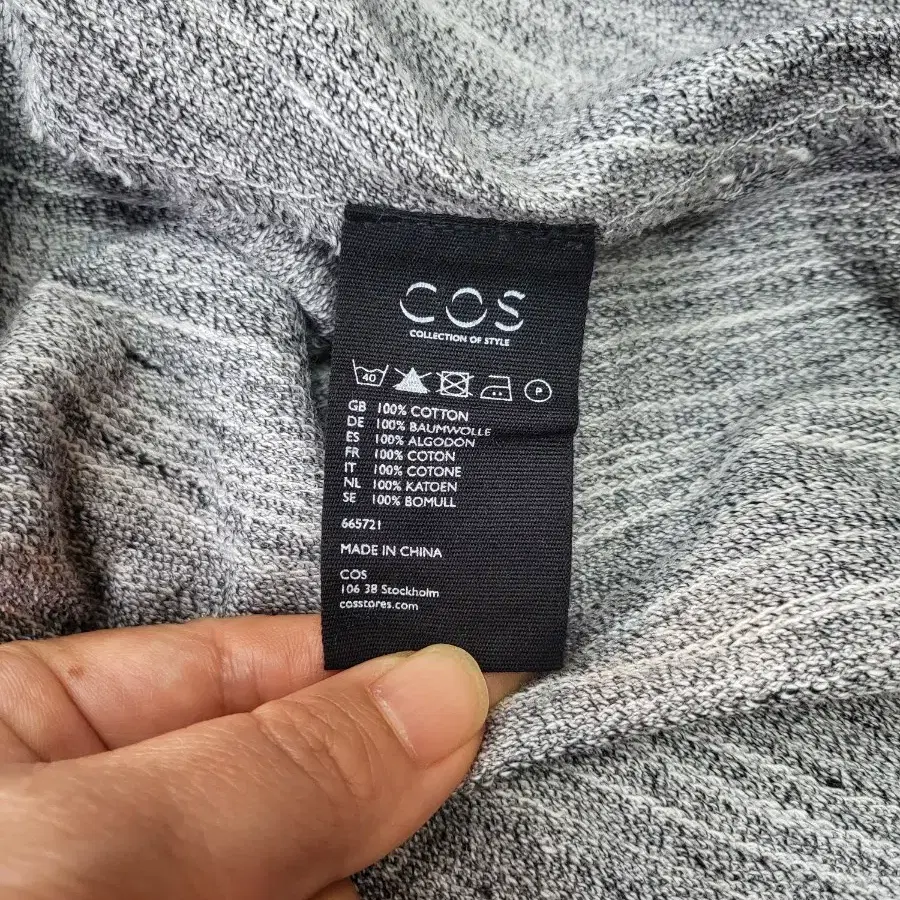 COS
COLLECTION OF STYLE
40 P
GB 100% COTTON
DE 100% BAUMWOLLE
ES 100% ALGODON
FR 100% COTON
IT 100% COTONE
NL 100% KATOEN
SE 100% BOMULL
665721
MADE IN CHINA
COS
106 38 Stockholm
cosstores.com